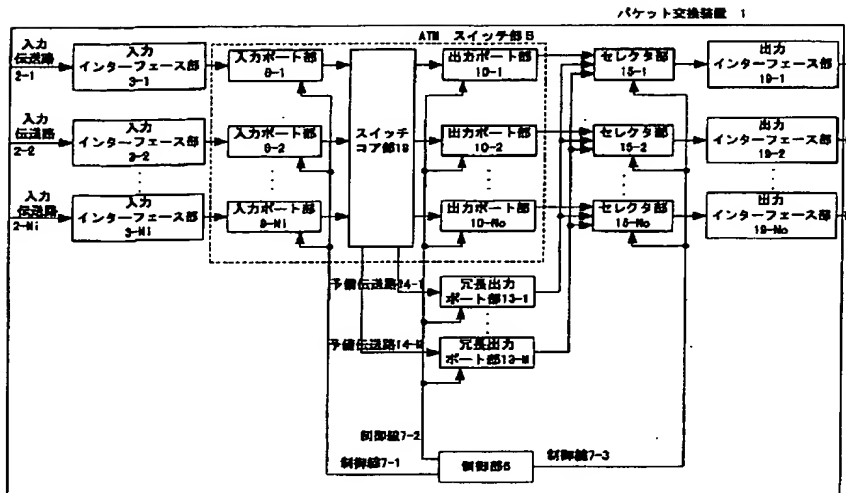 パケット交換装置 1
ATM スイッチ部8
入力
伝送路
2-1
入力
インターフェース部
3-1
入力ポート部
8-1
出力ポート部
10-1
セレクタ部
15-1
出力
インターフェース部
19-1
入力
伝送路
2-2
入力
インターフェース部
3-2
入力ポート部
8-2
スイッチ
コア部18
出力ポート部
10-2
セレクタ部
15-2
出力
インターフェース部
19-2
入力
伝送路
2-Ni
入力
インターフェース部
3-Ni
入力ポート部
8-Ni
出力ポート部
10-No
セレクタ部
15-No
出力
インターフェース部
19-No
予備伝送路14-1
冗長出力
ポート部13-1
予備伝送路14-M
冗長出力
ポート部13-M
制御線7-2
制御線7-1
制御部6
制御線7-3